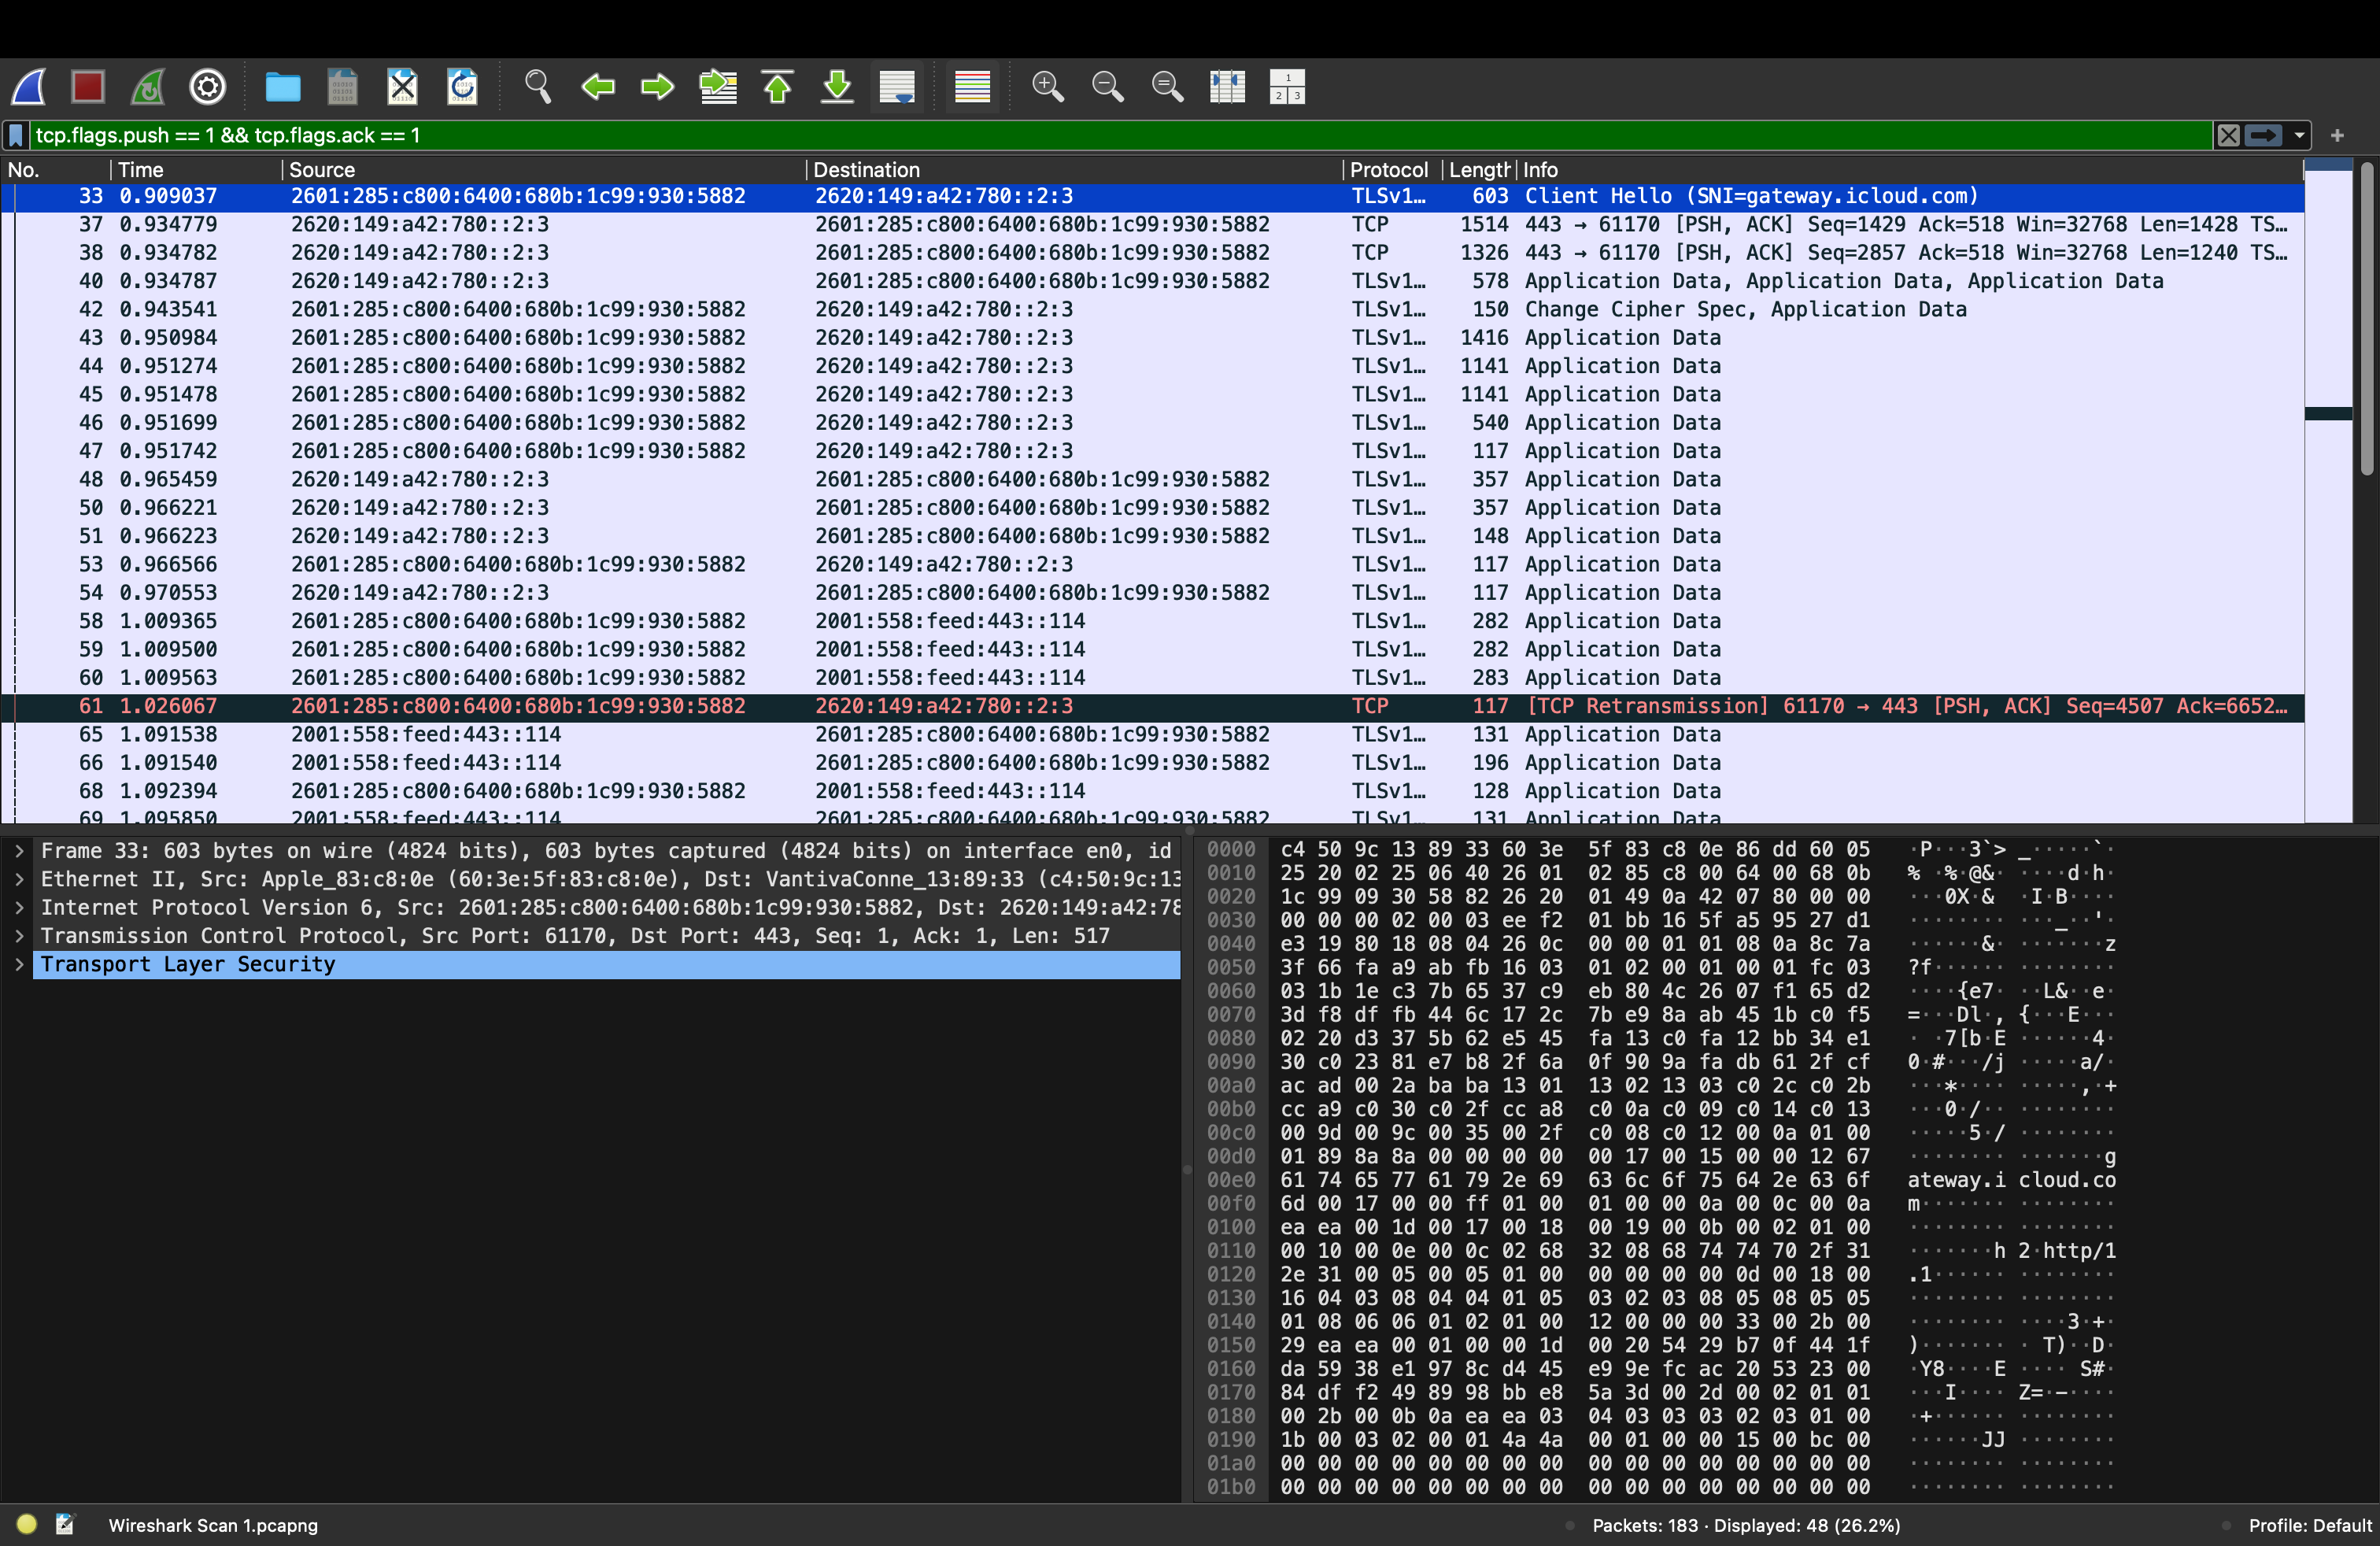 tcp.flags.push == 1 && tcp.flags.ack == 1
No. Time Source Destination Protocol Length Info
33 0.909037 2601:285:c800:6400:680b:1c99:930:5882 2620:149:a42:780::2:3 TLSv1… 603 Client Hello (SNI=gateway.icloud.com)
37 0.934779 2620:149:a42:780::2:3 2601:285:c800:6400:680b:1c99:930:5882 TCP 1514 443 → 61170 [PSH, ACK] Seq=1429 Ack=518 Win=32768 Len=1428 TS…
38 0.934782 2620:149:a42:780::2:3 2601:285:c800:6400:680b:1c99:930:5882 TCP 1326 443 → 61170 [PSH, ACK] Seq=2857 Ack=518 Win=32768 Len=1240 TS…
40 0.934787 2620:149:a42:780::2:3 2601:285:c800:6400:680b:1c99:930:5882 TLSv1… 578 Application Data, Application Data, Application Data
42 0.943541 2601:285:c800:6400:680b:1c99:930:5882 2620:149:a42:780::2:3 TLSv1… 150 Change Cipher Spec, Application Data
43 0.950984 2601:285:c800:6400:680b:1c99:930:5882 2620:149:a42:780::2:3 TLSv1… 1416 Application Data
44 0.951274 2601:285:c800:6400:680b:1c99:930:5882 2620:149:a42:780::2:3 TLSv1… 1141 Application Data
45 0.951478 2601:285:c800:6400:680b:1c99:930:5882 2620:149:a42:780::2:3 TLSv1… 1141 Application Data
46 0.951699 2601:285:c800:6400:680b:1c99:930:5882 2620:149:a42:780::2:3 TLSv1… 540 Application Data
47 0.951742 2601:285:c800:6400:680b:1c99:930:5882 2620:149:a42:780::2:3 TLSv1… 117 Application Data
48 0.965459 2620:149:a42:780::2:3 2601:285:c800:6400:680b:1c99:930:5882 TLSv1… 357 Application Data
50 0.966221 2620:149:a42:780::2:3 2601:285:c800:6400:680b:1c99:930:5882 TLSv1… 357 Application Data
51 0.966223 2620:149:a42:780::2:3 2601:285:c800:6400:680b:1c99:930:5882 TLSv1… 148 Application Data
53 0.966566 2601:285:c800:6400:680b:1c99:930:5882 2620:149:a42:780::2:3 TLSv1… 117 Application Data
54 0.970553 2620:149:a42:780::2:3 2601:285:c800:6400:680b:1c99:930:5882 TLSv1… 117 Application Data
58 1.009365 2601:285:c800:6400:680b:1c99:930:5882 2001:558:feed:443::114 TLSv1… 282 Application Data
59 1.009500 2601:285:c800:6400:680b:1c99:930:5882 2001:558:feed:443::114 TLSv1… 282 Application Data
60 1.009563 2601:285:c800:6400:680b:1c99:930:5882 2001:558:feed:443::114 TLSv1… 283 Application Data
61 1.026067 2601:285:c800:6400:680b:1c99:930:5882 2620:149:a42:780::2:3 TCP 117 [TCP Retransmission] 61170 → 443 [PSH, ACK] Seq=4507 Ack=6652…
65 1.091538 2001:558:feed:443::114 2601:285:c800:6400:680b:1c99:930:5882 TLSv1… 131 Application Data
66 1.091540 2001:558:feed:443::114 2601:285:c800:6400:680b:1c99:930:5882 TLSv1… 196 Application Data
68 1.092394 2601:285:c800:6400:680b:1c99:930:5882 2001:558:feed:443::114 TLSv1… 128 Application Data
69 1.095850 2001:558:feed:443::114 2601:285:c800:6400:680b:1c99:930:5882 TLSv1… 131 Application Data
Frame 33: 603 bytes on wire (4824 bits), 603 bytes captured (4824 bits) on interface en0, id
Ethernet II, Src: Apple_83:c8:0e (60:3e:5f:83:c8:0e), Dst: VantivaConne_13:89:33 (c4:50:9c:13
Internet Protocol Version 6, Src: 2601:285:c800:6400:680b:1c99:930:5882, Dst: 2620:149:a42:78
Transmission Control Protocol, Src Port: 61170, Dst Port: 443, Seq: 1, Ack: 1, Len: 517
Transport Layer Security
0000 c4 50 9c 13 89 33 60 3e 5f 83 c8 0e 86 dd 60 05 ·P···3`> _·····`·
0010 25 20 02 25 06 40 26 01 02 85 c8 00 64 00 68 0b % ·%·@&· ····d·h·
0020 1c 99 09 30 58 82 26 20 01 49 0a 42 07 80 00 00 ···0X·& ·I·B····
0030 00 00 00 02 00 03 ee f2 01 bb 16 5f a5 95 27 d1 ········ ···_··'·
0040 e3 19 80 18 08 04 26 0c 00 00 01 01 08 0a 8c 7a ······&· ·······z
0050 3f 66 fa a9 ab fb 16 03 01 02 00 01 00 01 fc 03 ?f······ ········
0060 03 1b 1e c3 7b 65 37 c9 eb 80 4c 26 07 f1 65 d2 ····{e7· ··L&··e·
0070 3d f8 df fb 44 6c 17 2c 7b e9 8a ab 45 1b c0 f5 =···Dl·, {···E···
0080 02 20 d3 37 5b 62 e5 45 fa 13 c0 fa 12 bb 34 e1 · ·7[b·E ······4·
0090 30 c0 23 81 e7 b8 2f 6a 0f 90 9a fa db 61 2f cf 0·#···/j ·····a/·
00a0 ac ad 00 2a ba ba 13 01 13 02 13 03 c0 2c c0 2b ···*···· ·····,·+
00b0 cc a9 c0 30 c0 2f cc a8 c0 0a c0 09 c0 14 c0 13 ···0·/·· ········
00c0 00 9d 00 9c 00 35 00 2f c0 08 c0 12 00 0a 01 00 ·····5·/ ········
00d0 01 89 8a 8a 00 00 00 00 00 17 00 15 00 00 12 67 ········ ·······g
00e0 61 74 65 77 61 79 2e 69 63 6c 6f 75 64 2e 63 6f ateway.i cloud.co
00f0 6d 00 17 00 00 ff 01 00 01 00 00 0a 00 0c 00 0a m······· ········
0100 ea ea 00 1d 00 17 00 18 00 19 00 0b 00 02 01 00 ········ ········
0110 00 10 00 0e 00 0c 02 68 32 08 68 74 74 70 2f 31 ·······h 2·http/1
0120 2e 31 00 05 00 05 01 00 00 00 00 00 0d 00 18 00 .1······ ········
0130 16 04 03 08 04 04 01 05 03 02 03 08 05 08 05 05 ········ ········
0140 01 08 06 06 01 02 01 00 12 00 00 00 33 00 2b 00 ········ ····3·+·
0150 29 ea ea 00 01 00 00 1d 00 20 54 29 b7 0f 44 1f )······· · T)··D·
0160 da 59 38 e1 97 8c d4 45 e9 9e fc ac 20 53 23 00 ·Y8····E ···· S#·
0170 84 df f2 49 89 98 bb e8 5a 3d 00 2d 00 02 01 01 ···I···· Z=·-····
0180 00 2b 00 0b 0a ea ea 03 04 03 03 03 02 03 01 00 ·+······ ········
0190 1b 00 03 02 00 01 4a 4a 00 01 00 00 15 00 bc 00 ······JJ ········
01a0 00 00 00 00 00 00 00 00 00 00 00 00 00 00 00 00 ········ ········
01b0 00 00 00 00 00 00 00 00 00 00 00 00 00 00 00 00 ········ ········
Wireshark Scan 1.pcapng
Packets: 183 · Displayed: 48 (26.2%)
Profile: Default